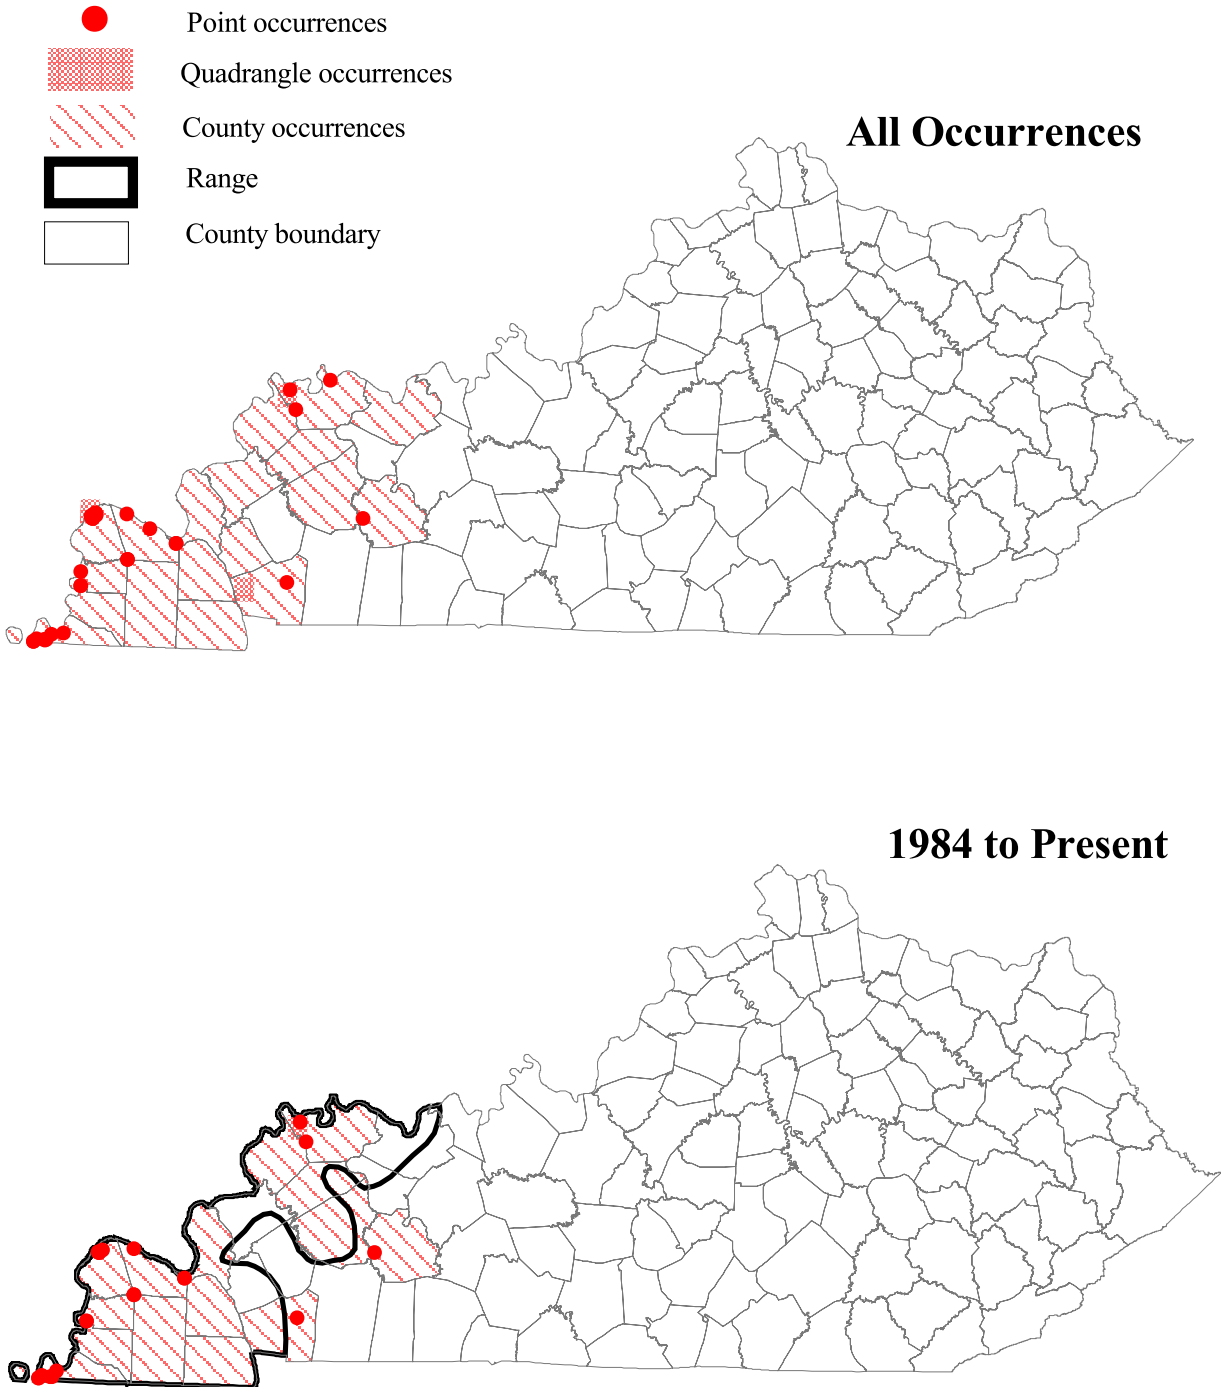 Point occurrences
Quadrangle occurrences
County occurrences
Range
County boundary
All Occurrences
1984 to Present